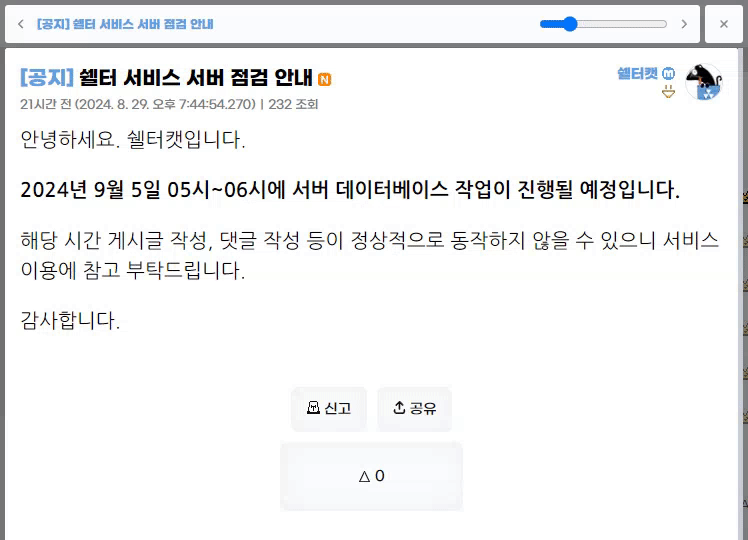 [공지] 쉘터 서비스 서버 점검 안내
[공지] 쉘터 서비스 서버 점검 안내 N
쉘터캣 m
21시간 전 (2024. 8. 29. 오후 7:44:54.270) | 232 조회
안녕하세요. 쉘터캣입니다.
2024년 9월 5일 05시~06시에 서버 데이터베이스 작업이 진행될 예정입니다.
해당 시간 게시글 작성, 댓글 작성 등이 정상적으로 동작하지 않을 수 있으니 서비스
이용에 참고 부탁드립니다.
감사합니다.
신고
공유
△ 0